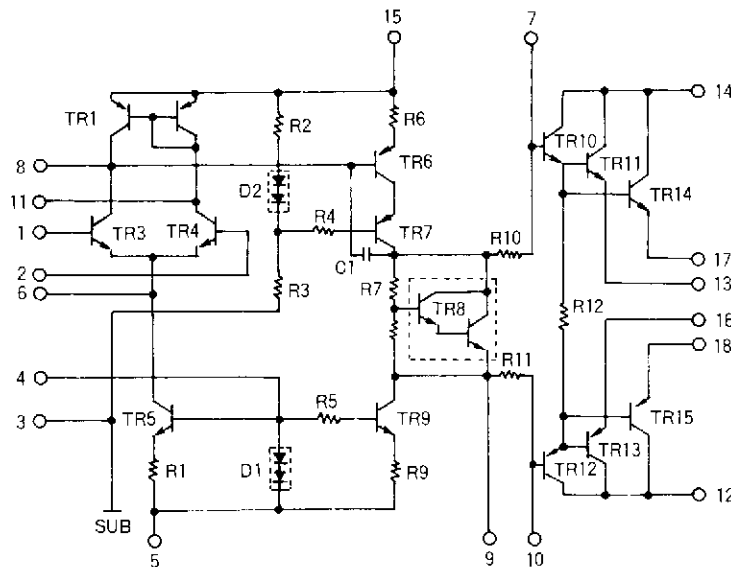 15
7
TR1
R2
R6
14
8
TR6
TR10
TR11
D2
TR14
11
1
TR3
TR4
R4
TR7
2
C1
R10
17
6
R7
TR8
13
R3
R12
16
18
4
R11
3
TR5
R5
TR9
TR15
TR13
TR12
R1
D1
R9
12
SUB
5
9
10